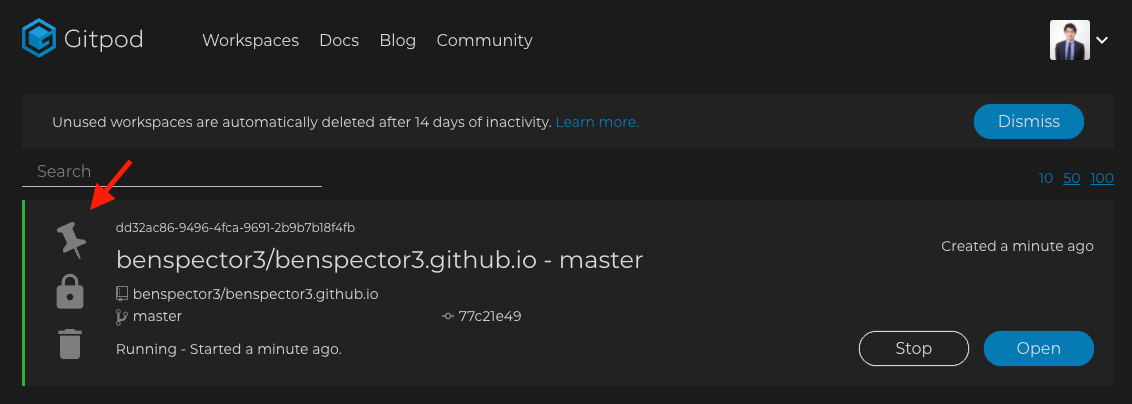 Gitpod
Workspaces Docs Blog Community
Unused workspaces are automatically deleted after 14 days of inactivity. Learn more.
Dismiss
Search
10 50 100
dd32ac86-9496-4fca-9691-2b9b7b18f4fb
benspector3/benspector3.github.io - master
Created a minute ago
benspector3/benspector3.github.io
master
77c21e49
Running - Started a minute ago.
Stop
Open